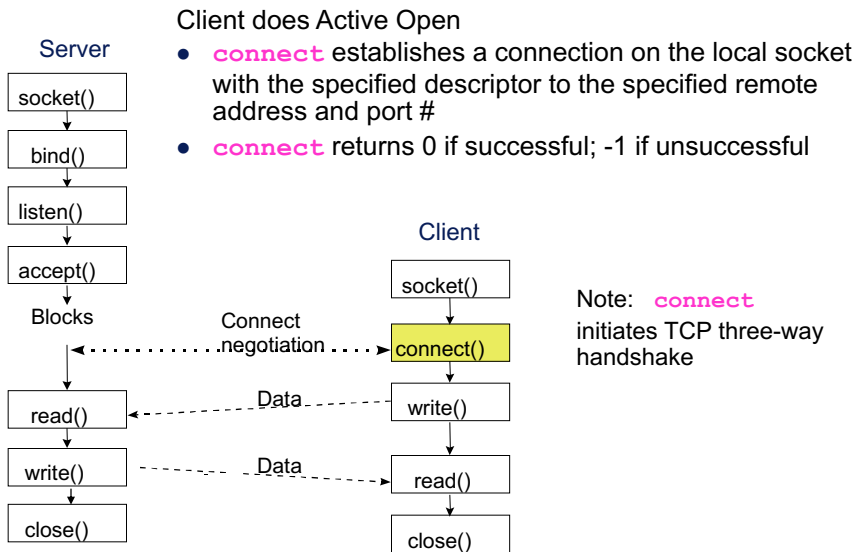 Client does Active Open
● connect establishes a connection on the local socket
with the specified descriptor to the specified remote
address and port #
● connect returns 0 if successful; -1 if unsuccessful
Server
socket()
bind()
listen()
accept()
Blocks
read()
write()
close()
Connect
negotiation
Data
Data
Client
socket()
connect()
write()
read()
close()
Note: connect
initiates TCP three-way
handshake